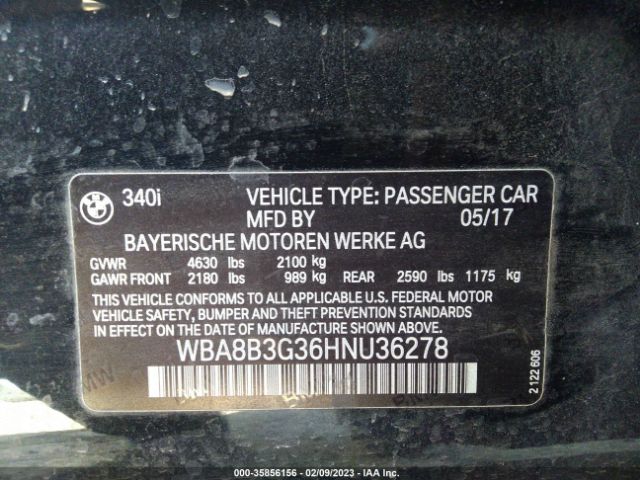 BMW
340i VEHICLE TYPE: PASSENGER CAR
MFD BY 05/17
BAYERISCHE MOTOREN WERKE AG
GVWR 4630 lbs 2100 kg
GAWR FRONT 2180 lbs 989 kg REAR 2590 lbs 1175 kg
THIS VEHICLE CONFORMS TO ALL APPLICABLE U.S. FEDERAL MOTOR
VEHICLE SAFETY, BUMPER, AND THEFT PREVENTION STANDARDS
IN EFFECT ON THE DATE OF MANUFACTURE SHOWN ABOVE.
WBA8B3G36HNU36278
2 122 606
000-35856156 - 02/09/2023 - IAA Inc.